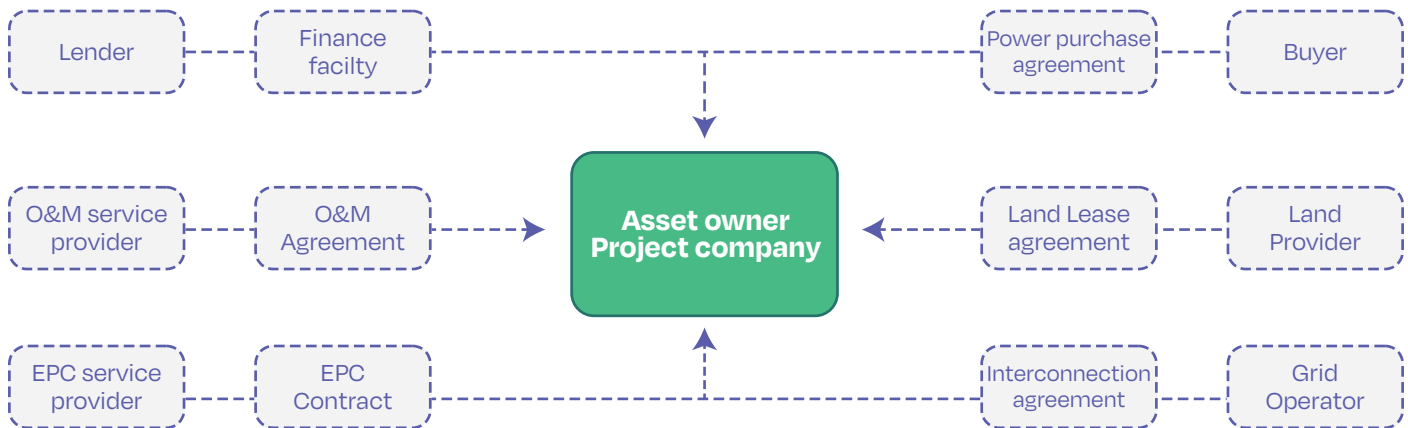 Lender
Finance
facilty
Power purchase
agreement
Buyer
O&M service
provider
O&M
Agreement
Asset owner
Project company
Land Lease
agreement
Land
Provider
EPC service
provider
EPC
Contract
Interconnection
agreement
Grid
Operator